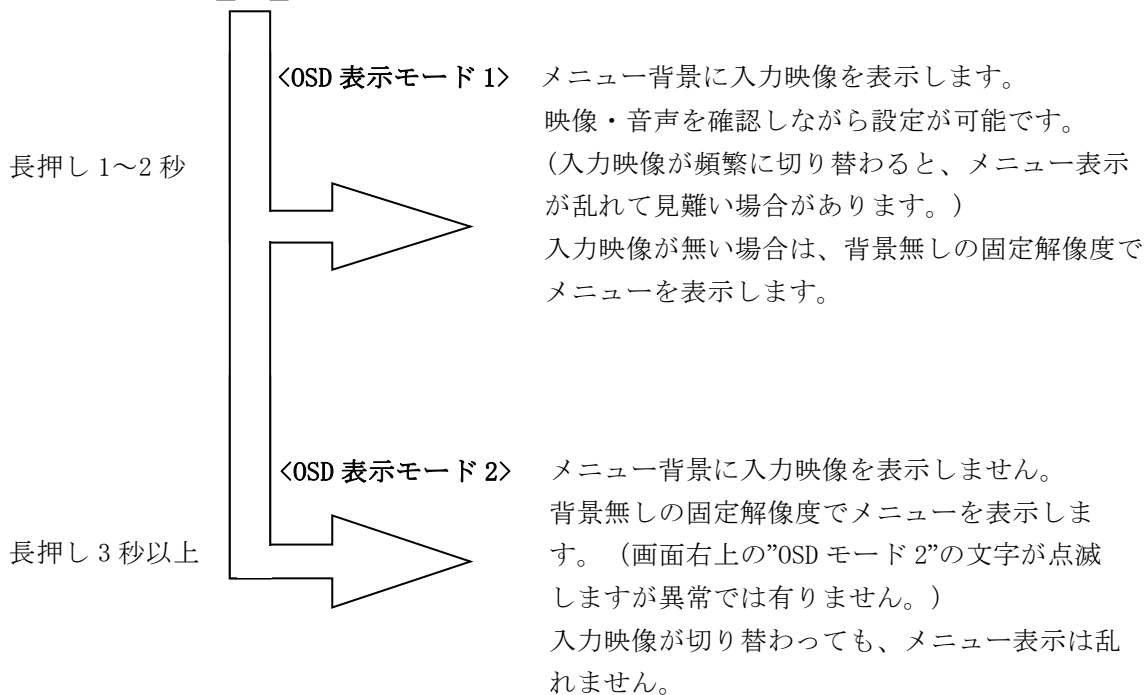 <OSD 表示モード 1> メニュー背景に入力映像を表示します。
映像・音声を確認しながら設定が可能です。
長押し 1～2 秒 (入力映像が頻繁に切り替わると、メニュー表示
が乱れて見難い場合があります。)
入力映像が無い場合は、背景無しの固定解像度で
メニューを表示します。
<OSD 表示モード 2> メニュー背景に入力映像を表示しません。
背景無しの固定解像度でメニューを表示しま
長押し 3 秒以上 す。 (画面右上の”OSD モード 2”の文字が点滅
しますが異常では有りません。)
入力映像が切り替わっても、メニュー表示は乱
れません。